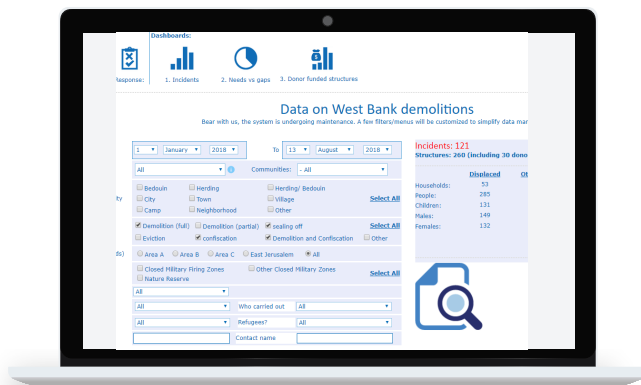 Dashboards:
Response: 1. Incidents 2. Needs vs gaps 3. Donor funded structures
Data on West Bank demolitions
Bear with us, the system is undergoing maintenance. A few filters/menus will be customized to simplify data
1 January 2018 To 13 August 2018
Incidents: 121
Structures: 260 (including 30
All Communities: - All
Displaced
Households: 53
People: 285
Children: 131
Males: 149
Females: 132
Bedouin Herding Herding/ Bedouin
City Town Village Select All
Camp Neighborhood Other
Demolition (full) Demolition (partial) sealing off Select All
Eviction confiscation Demolition and Confiscation Other
Area A Area B Area C East Jerusalem All
Closed Military Firing Zones Other Closed Military Zones Select All
Nature Reserve
All
All Who carried out All
All Refugees? All
Contact name